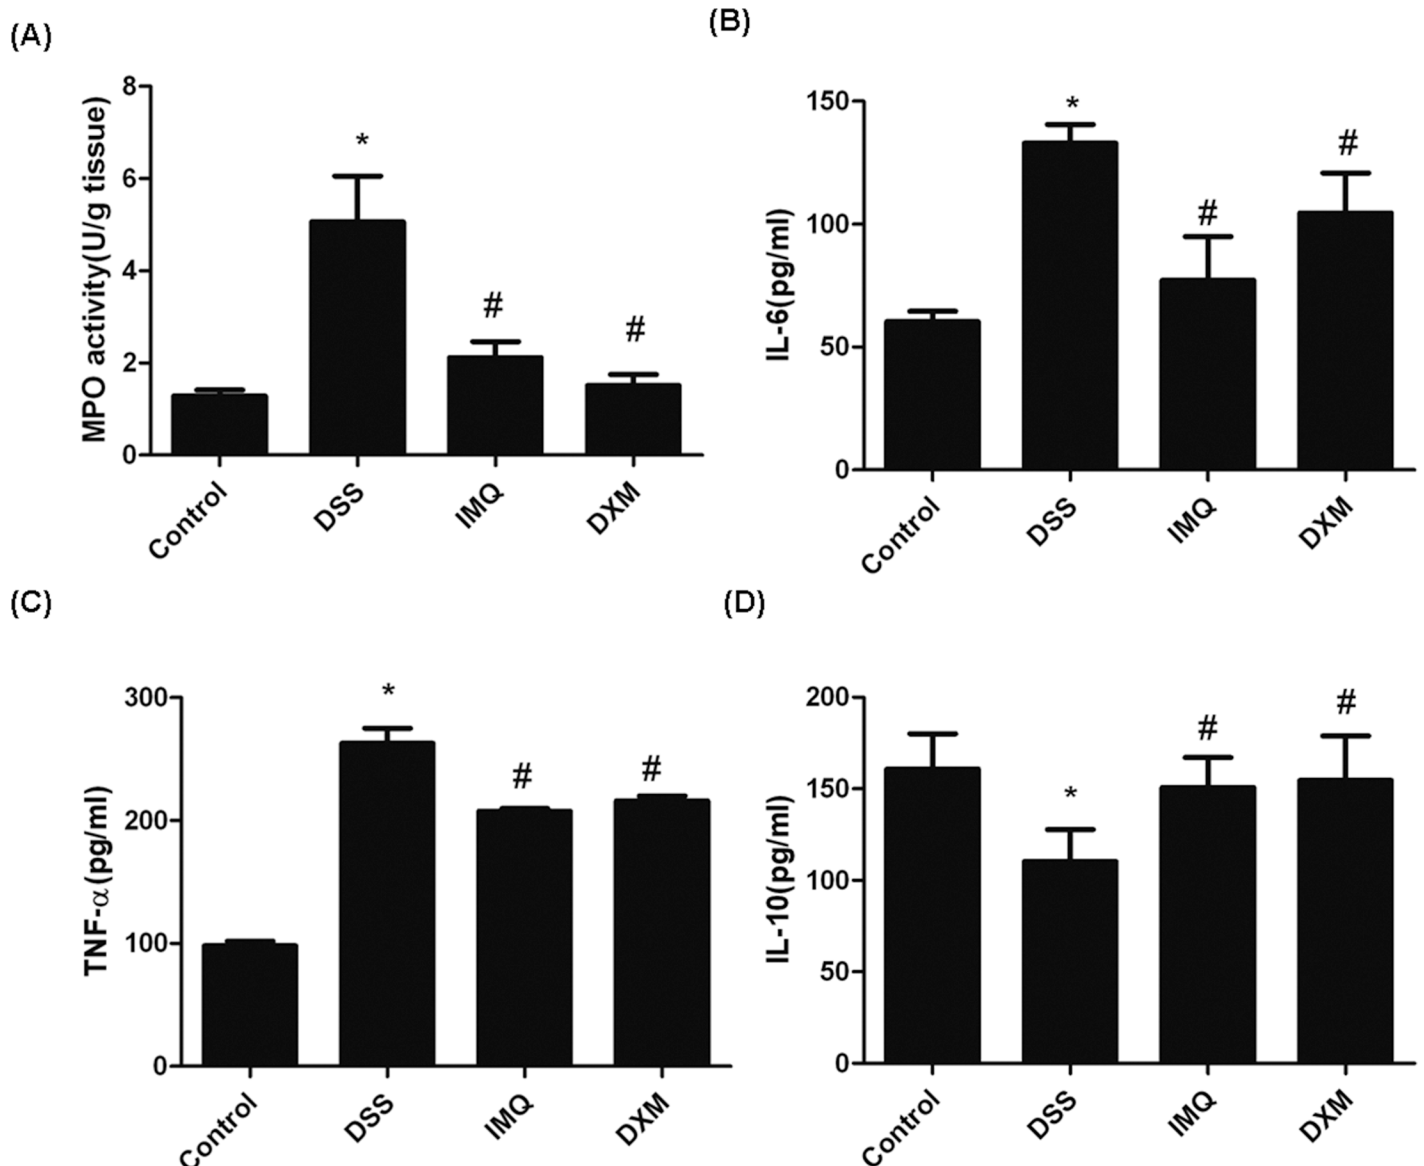 (A)
MPO activity(U/g tissue)
8
6
4
2
0
*
#
#
Control
DSS
IMQ
DXM
(B)
IL-6(pg/ml)
150
100
50
0
*
#
#
Control
DSS
IMQ
DXM
(C)
TNF-α(pg/ml)
300
200
100
0
*
#
#
Control
DSS
IMQ
DXM
(D)
IL-10(pg/ml)
200
150
100
50
0
*
#
#
Control
DSS
IMQ
DXM